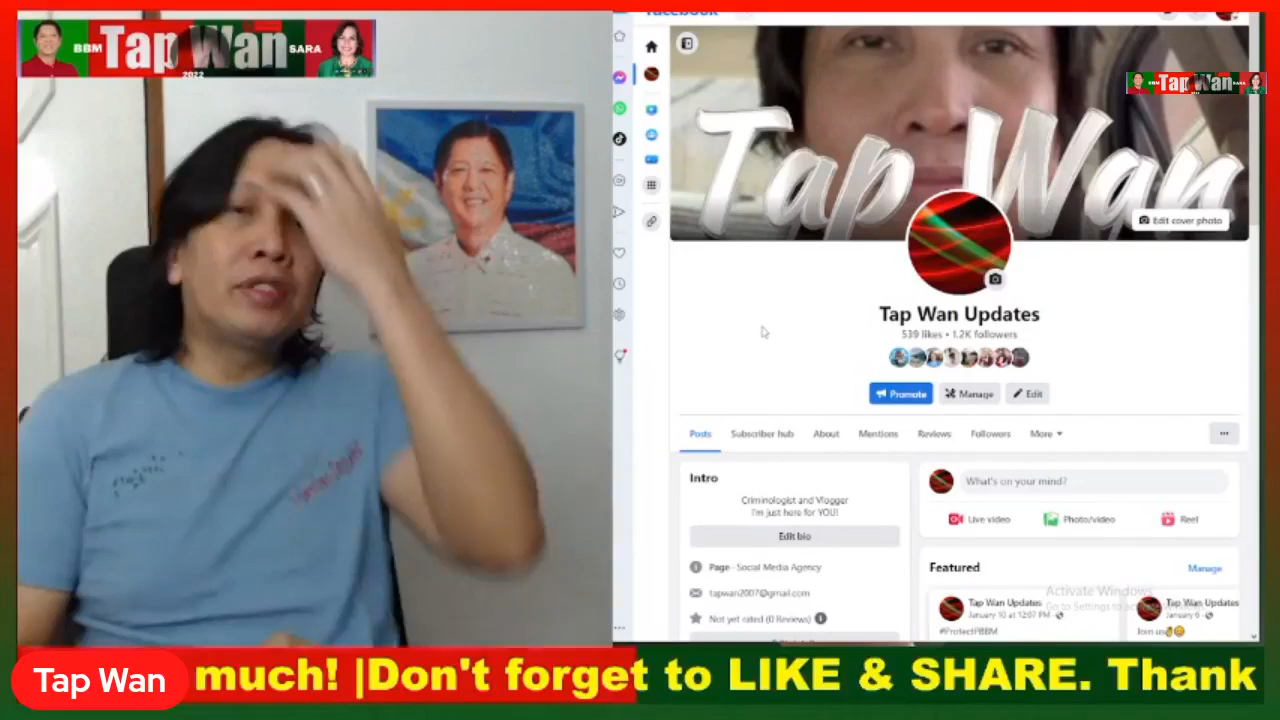 BBM Tap Wan SARA
2022
facebook
Tap Wan
Tap Wan
Edit cover photo
Tap Wan Updates
539 likes • 1.2K followers
Promote
Manage
Edit
Posts
Subscriber hub
About
Mentions
Reviews
Followers
More
Intro
Criminologist and Vlogger
I'm just here for YOU!
Edit bio
Page · Social Media Agency
tapwan2007@gmail.com
Not yet rated (0 Reviews)
What's on your mind?
Live video
Photo/video
Reel
Featured
Manage
Activate Windows
Go to Settings to
Tap Wan Updates
January 10 at 12:07 PM
#ProtectPBBM
Tap Wan Updates
January 6
Join us
Tap Wan
much! |Don't forget to LIKE & SHARE. Thank